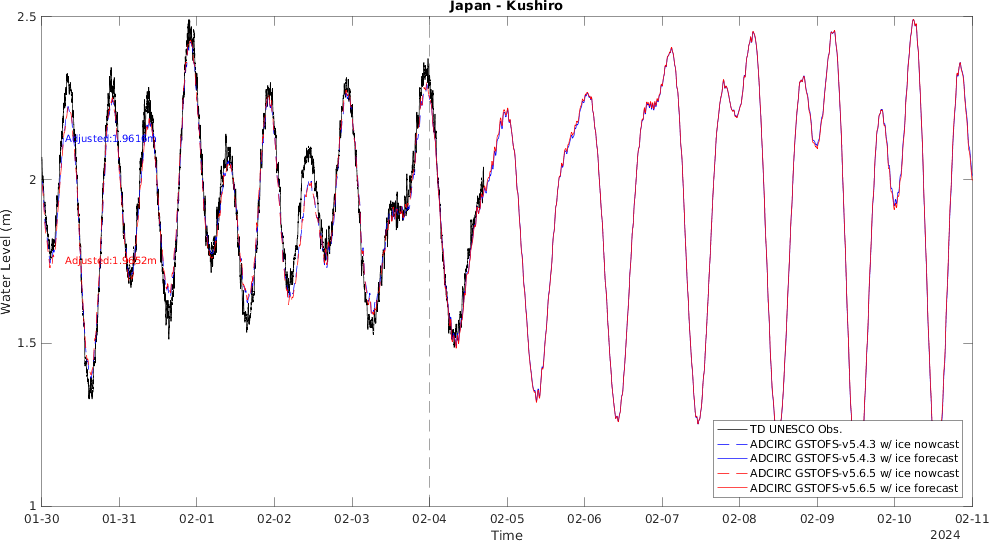 Japan - Kushiro
2.5
2
1.5
1
Water Level (m)
Adjusted:1.9616m
Adjusted:1.9652m
TD UNESCO Obs.
ADCIRC GSTOFS-v5.4.3 w/ ice nowcast
ADCIRC GSTOFS-v5.4.3 w/ ice forecast
ADCIRC GSTOFS-v5.6.5 w/ ice nowcast
ADCIRC GSTOFS-v5.6.5 w/ ice forecast
01-30 01-31 02-01 02-02 02-03 02-04 02-05 02-06 02-07 02-08 02-09 02-10 02-11
Time
2024